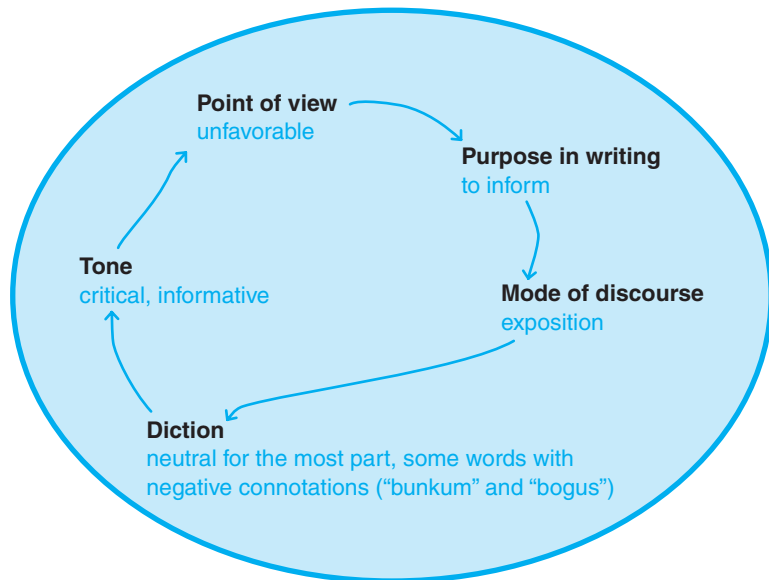 Point of view
unfavorable
Purpose in writing
to inform
Mode of discourse
exposition
Diction
neutral for the most part, some words with
negative connotations (“bunkum” and “bogus”)
Tone
critical, informative